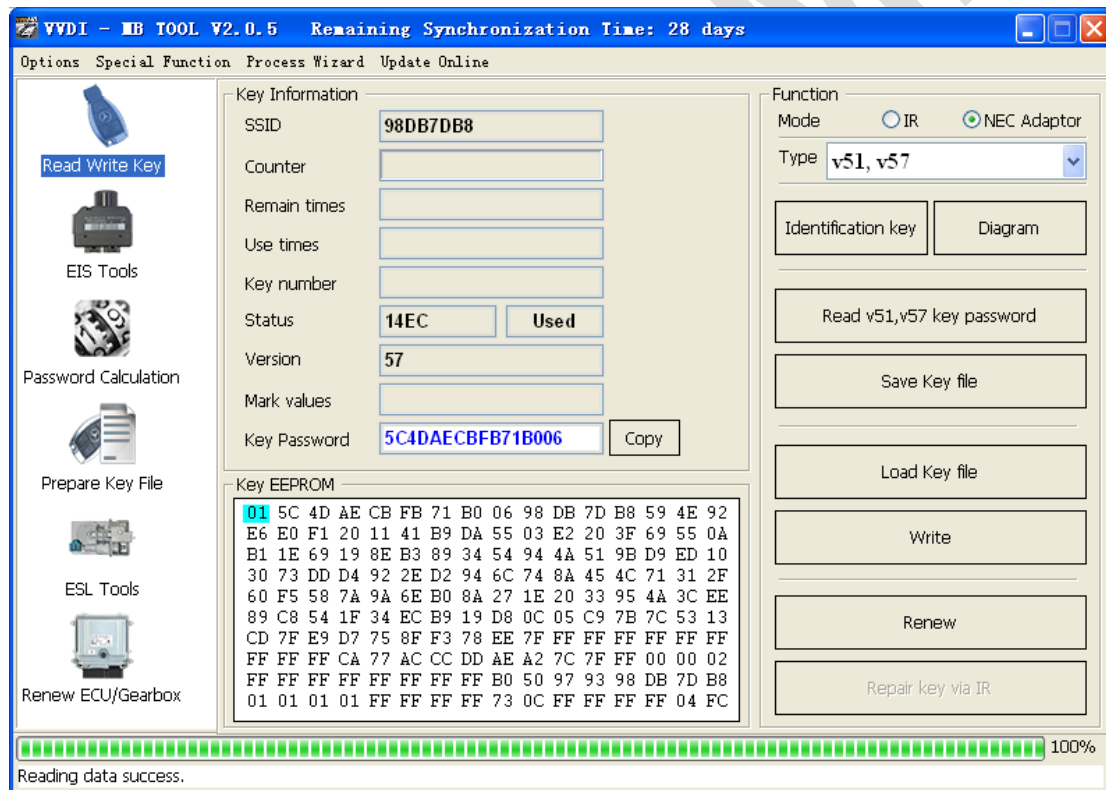 VVDI - MB TOOL V2.0.5 Remaining Synchronization Time: 28 days
Options Special Function Process Wizard Update Online
Read Write Key
EIS Tools
Password Calculation
Prepare Key File
ESL Tools
Renew ECU/Gearbox
Key Information
SSID 98DB7DB8
Counter
Remain times
Use times
Key number
Status 14EC Used
Version 57
Mark values
Key Password 5C4DAECBFB71B006 Copy
Key EEPROM
01 5C 4D AE CB FB 71 B0 06 98 DB 7D B8 59 4E 92
E6 E0 F1 20 11 41 B9 DA 55 03 E2 20 3F 69 55 0A
B1 1E 69 19 8E B3 89 34 54 94 4A 51 9B D9 ED 10
30 73 DD D4 92 2E D2 94 6C 74 8A 45 4C 71 31 2F
60 F5 58 7A 9A 6E B0 8A 27 1E 20 33 95 4A 3C EE
89 C8 54 1F 34 EC B9 19 D8 0C 05 C9 7B 7C 53 13
CD 7F E9 D7 75 8F F3 78 EE 7F FF FF FF FF FF FF
FF FF FF CA 77 AC CC DD AE A2 7C 7F FF 00 00 02
FF FF FF FF FF FF FF FF B0 50 97 93 98 DB 7D B8
01 01 01 01 FF FF FF FF 73 0C FF FF FF FF 04 FC
Function
Mode IR NEC Adaptor
Type v51, v57
Identification key Diagram
Read v51,v57 key password
Save Key file
Load Key file
Write
Renew
Repair key via IR
100%
Reading data success.